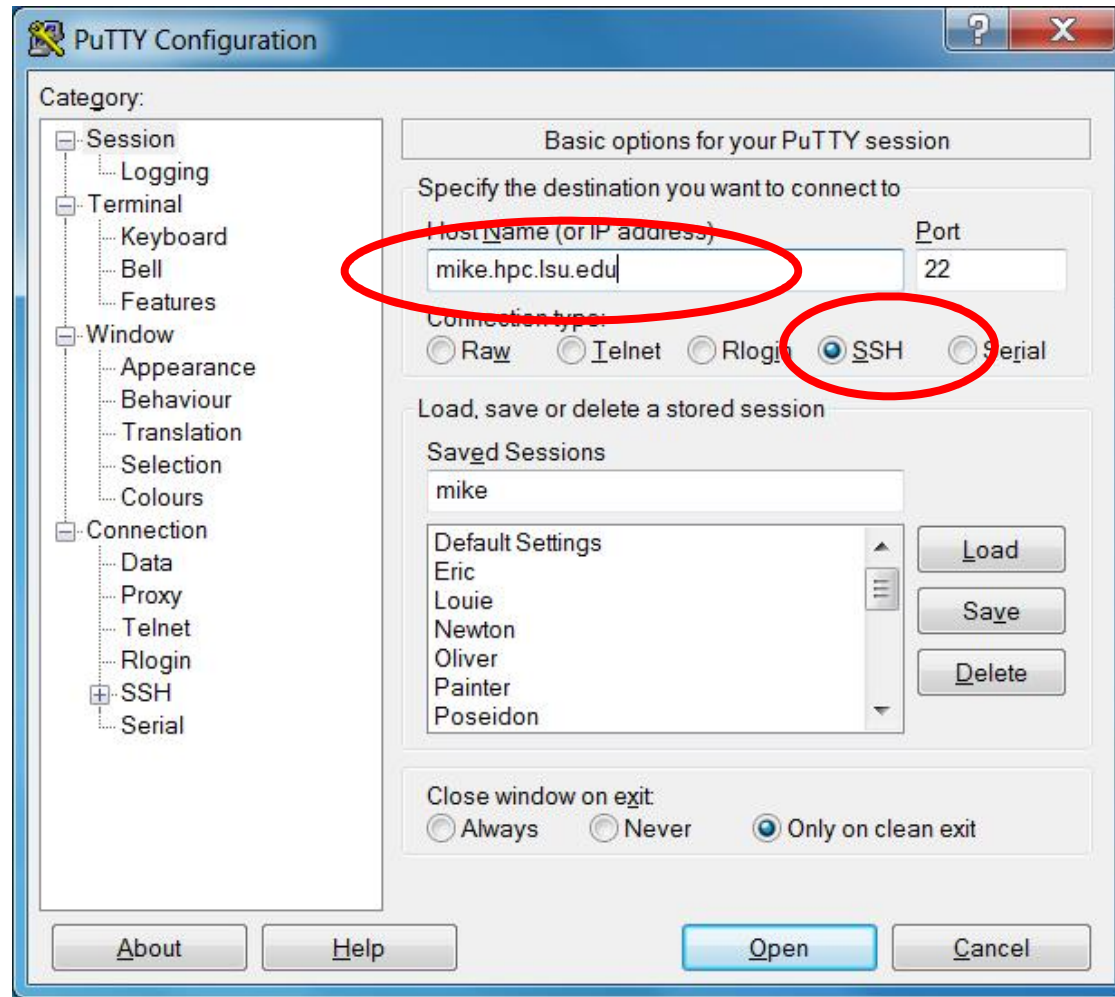 PuTTY Configuration
Category:
Session
Logging
Terminal
Keyboard
Bell
Features
Window
Appearance
Behaviour
Translation
Selection
Colours
Connection
Data
Proxy
Telnet
Rlogin
SSH
Serial
Basic options for your PuTTY session
Specify the destination you want to connect to
Host Name (or IP address) Port
mike.hpc.lsu.edu 22
Connection type:
Raw Telnet Rlogin SSH Serial
Load, save or delete a stored session
Saved Sessions
mike
Default Settings
Eric
Louie
Newton
Oliver
Painter
Poseidon
Load
Save
Delete
Close window on exit:
Always Never Only on clean exit
About Help Open Cancel